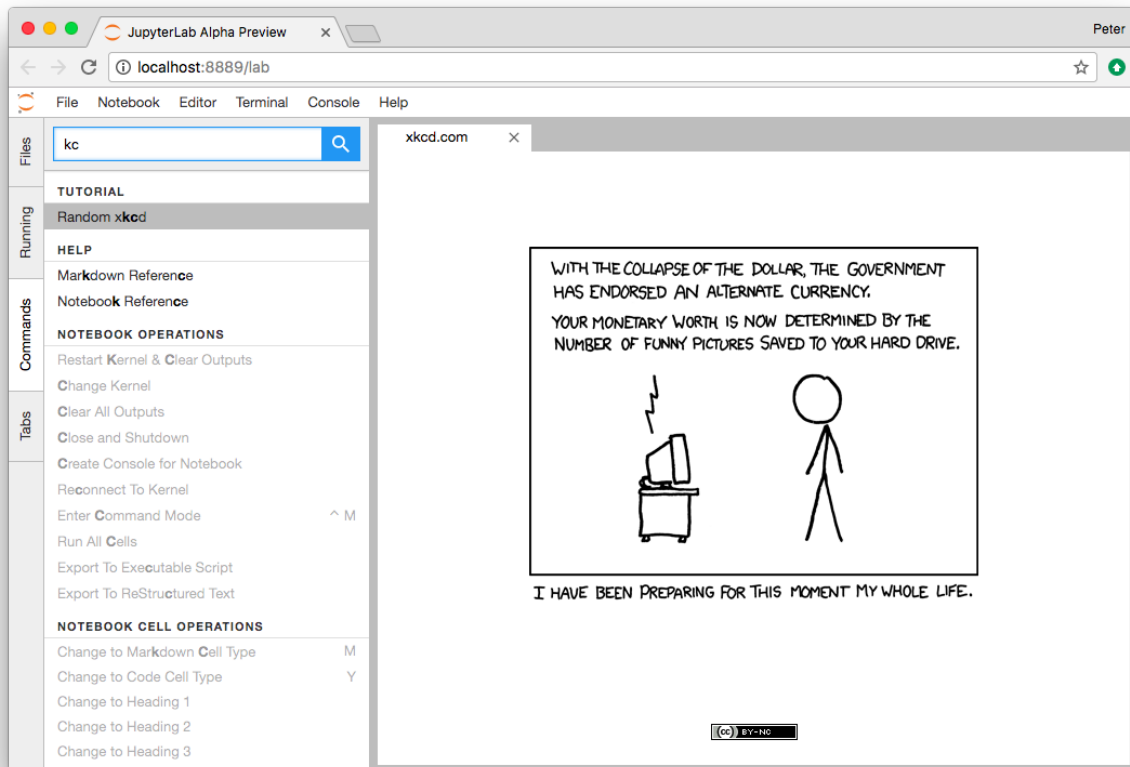 JupyterLab Alpha Preview
Peter
localhost:8889/lab
File Notebook Editor Terminal Console Help
Files
Running
Commands
Tabs
kc
TUTORIAL
Random xkcd
HELP
Markdown Reference
Notebook Reference
NOTEBOOK OPERATIONS
Restart Kernel & Clear Outputs
Change Kernel
Clear All Outputs
Close and Shutdown
Create Console for Notebook
Reconnect To Kernel
Enter Command Mode ^ M
Run All Cells
Export To Executable Script
Export To ReStructured Text
NOTEBOOK CELL OPERATIONS
Change to Markdown Cell Type M
Change to Code Cell Type Y
Change to Heading 1
Change to Heading 2
Change to Heading 3
xkcd.com
WITH THE COLLAPSE OF THE DOLLAR, THE GOVERNMENT
HAS ENDORSED AN ALTERNATE CURRENCY.
YOUR MONETARY WORTH IS NOW DETERMINED BY THE
NUMBER OF FUNNY PICTURES SAVED TO YOUR HARD DRIVE.
I HAVE BEEN PREPARING FOR THIS MOMENT MY WHOLE LIFE.
(cc) BY-NC